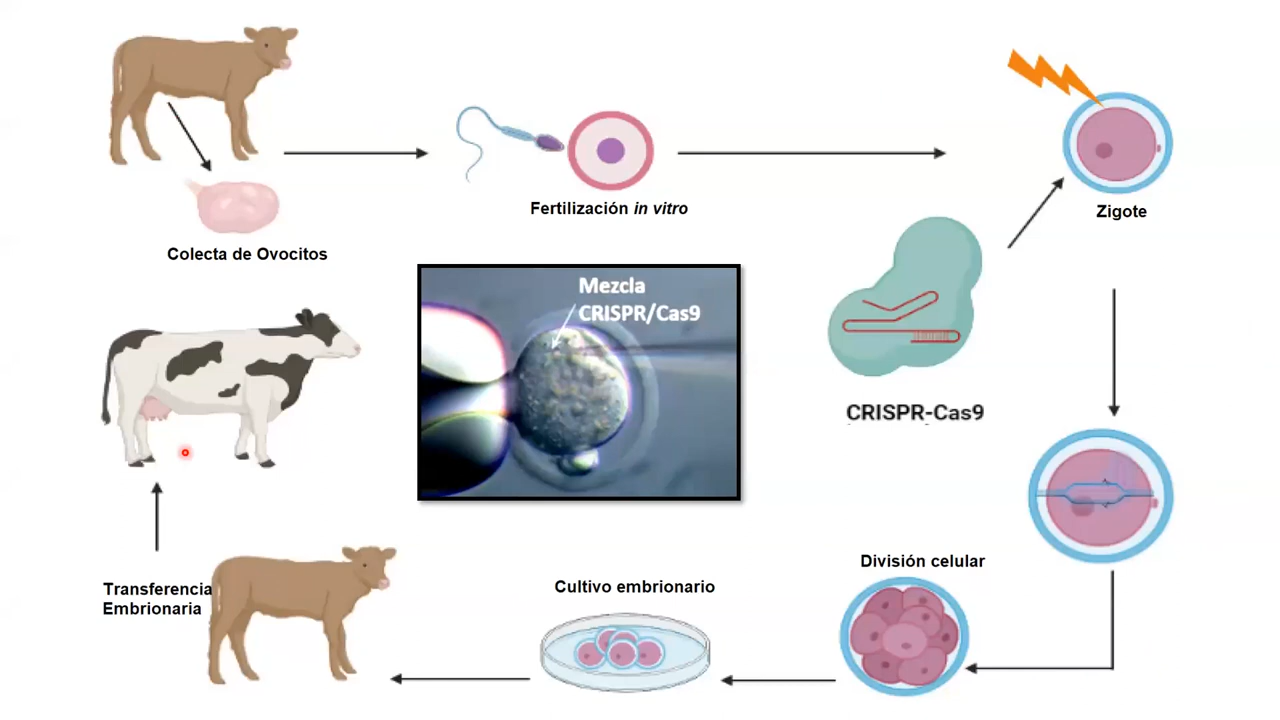 Colecta de Ovocitos
Fertilización in vitro
Zigote
Mezcla
CRISPR/Cas9
CRISPR-Cas9
División celular
Cultivo embrionario
Transferencia
Embrionaria